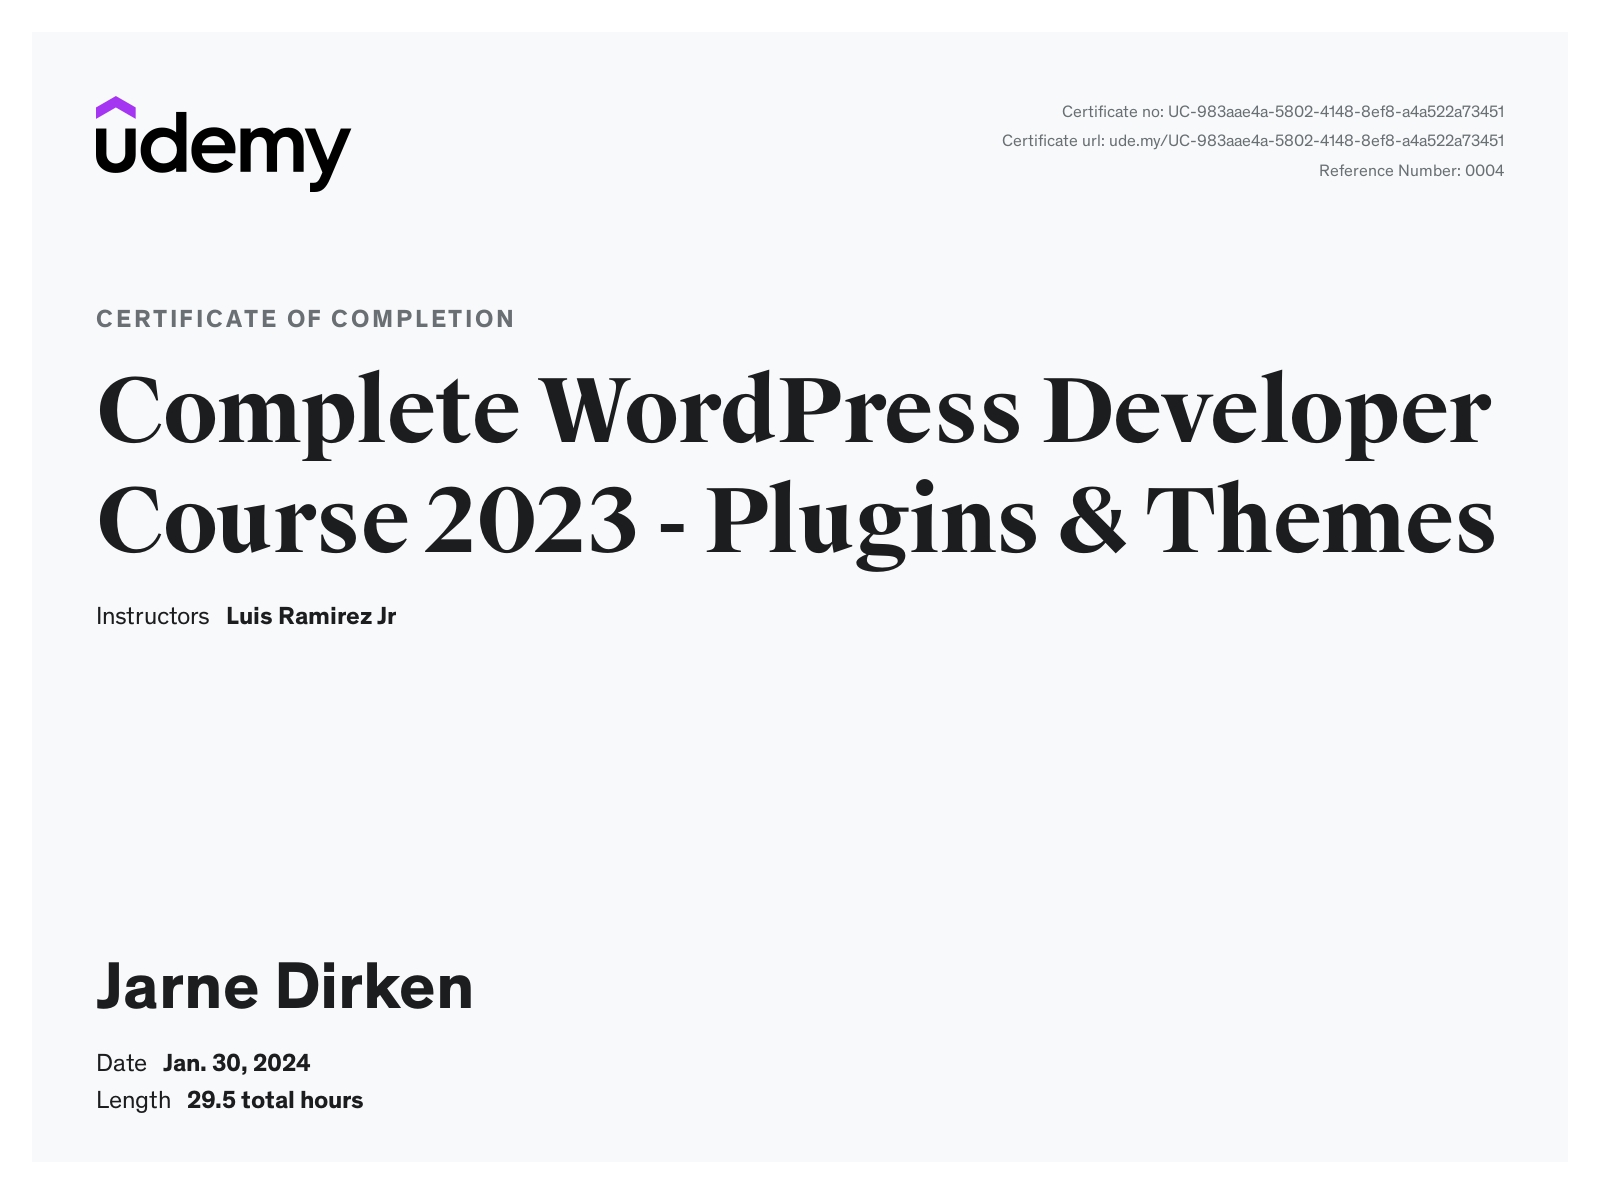 udemy
Certificate no: UC-983aae4a-5802-4148-8ef8-a4a522a73451
Certificate url: ude.my/UC-983aae4a-5802-4148-8ef8-a4a522a73451
Reference Number: 0004
CERTIFICATE OF COMPLETION
Complete WordPress Developer
Course 2023 - Plugins & Themes
Instructors Luis Ramirez Jr
Jarne Dirken
Date Jan. 30, 2024
Length 29.5 total hours